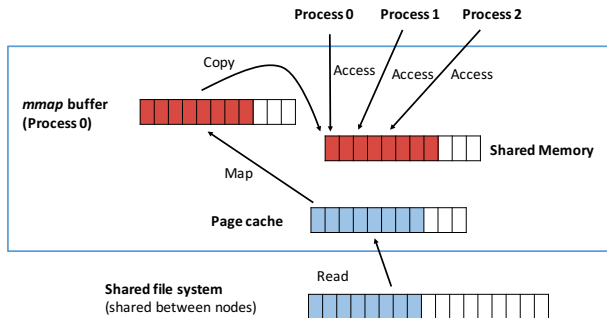 Process 0 Process 1 Process 2
Copy
Access
Access
Access
mmap buffer
(Process 0)
Shared Memory
Map
Page cache
Read
Shared file system
(shared between nodes)